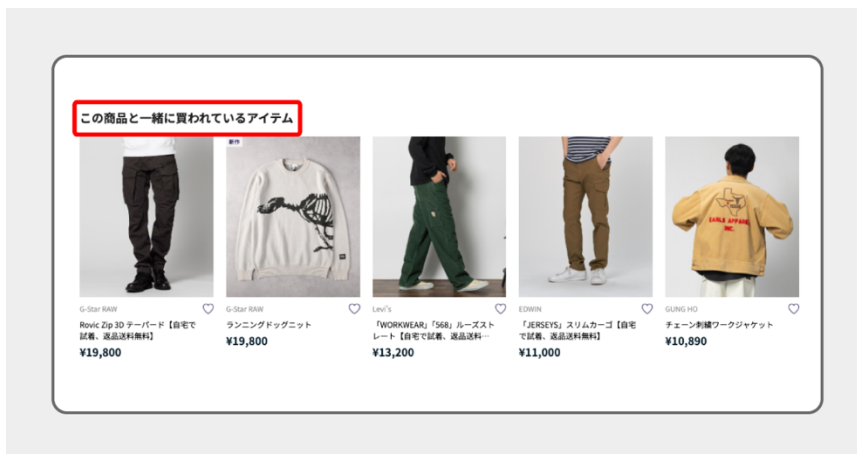 この商品と一緒に買われているアイテム
新作
EARLS APPAREL
INC.
G-Star RAW
Rovic Zip 3D テーパード【自宅で
試着、返品送料無料】
¥19,800
G-Star RAW
ランニングドッグニット
¥19,800
Levi's
「WORKWEAR」「568」ルーズスト
レート【自宅で試着、返品送料…
¥13,200
EDWIN
「JERSEYS」スリムカーゴ【自宅
で試着、返品送料無料】
¥11,000
GUNG HO
チェーン刺繍ワークジャケット
¥10,890